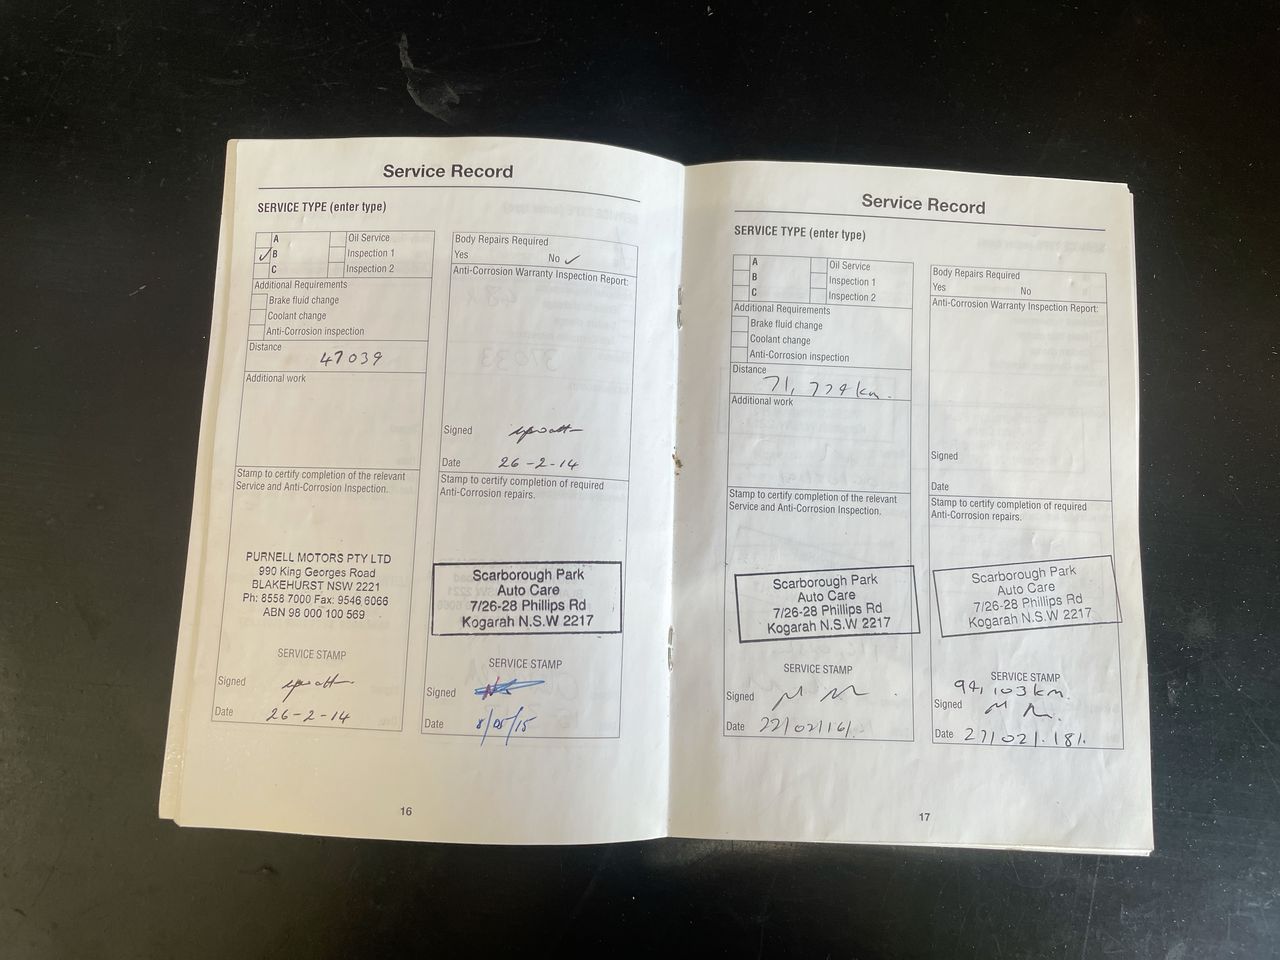 Service Record
SERVICE TYPE (enter type)
A Oil Service
✓ B Inspection 1
C Inspection 2
Additional Requirements
Brake fluid change
Coolant change
Anti-Corrosion inspection
Distance
47039
Additional work
Stamp to certify completion of the relevant
Service and Anti-Corrosion Inspection.
PURNELL MOTORS PTY LTD
990 King Georges Road
BLAKEHURST NSW 2221
Ph: 8558 7000 Fax: 9546 6066
ABN 98 000 100 569
SERVICE STAMP
Signed
Date 26-2-14
Body Repairs Required
Yes No ✓
Anti-Corrosion Warranty Inspection Report:
Signed
Date 26-2-14
Stamp to certify completion of required
Anti-Corrosion repairs.
Scarborough Park
Auto Care
7/26-28 Phillips Rd
Kogarah N.S.W 2217
SERVICE STAMP
Signed
Date 8/05/15
16
Service Record
SERVICE TYPE (enter type)
A Oil Service
B Inspection 1
C Inspection 2
Additional Requirements
Brake fluid change
Coolant change
Anti-Corrosion inspection
Distance
71,774km.
Additional work
Stamp to certify completion of the relevant
Service and Anti-Corrosion Inspection.
Scarborough Park
Auto Care
7/26-28 Phillips Rd
Kogarah N.S.W 2217
SERVICE STAMP
Signed
Date 22/02/16/.
Body Repairs Required
Yes No
Anti-Corrosion Warranty Inspection Report:
Signed
Date
Stamp to certify completion of required
Anti-Corrosion repairs.
Scarborough Park
Auto Care
7/26-28 Phillips Rd
Kogarah N.S.W 2217
SERVICE STAMP
94,103km.
Signed
Date 27/02/.18/.
17